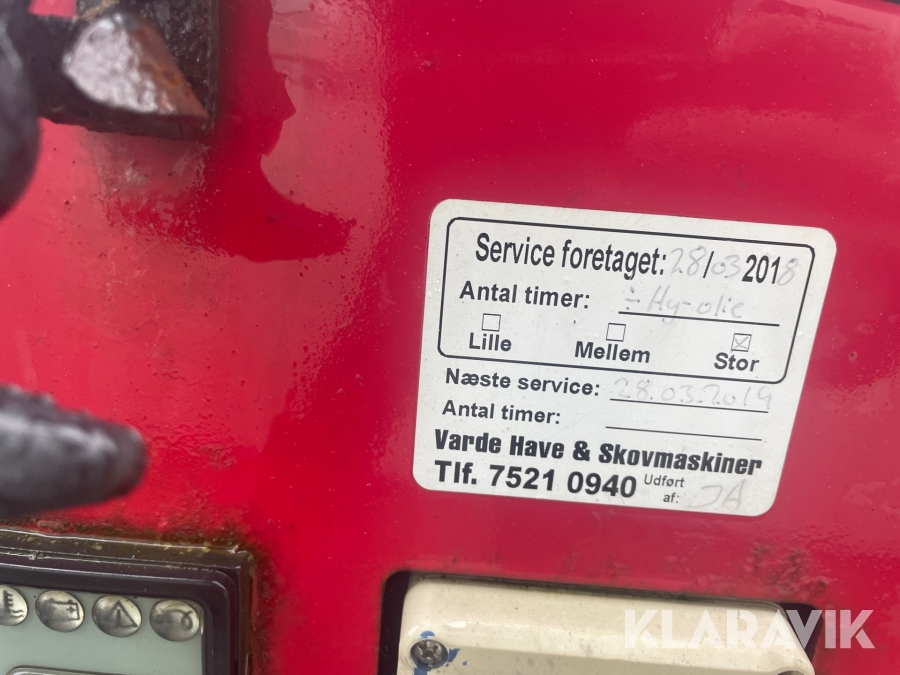 Service foretaget: 28/03 2018
Antal timer: ÷ Hy-olie
Lille Mellem Stor
Næste service: 28.03.2019
Antal timer:
Varde Have & Skovmaskiner
Tlf. 7521 0940 Udført af: JA
KLARAVIK